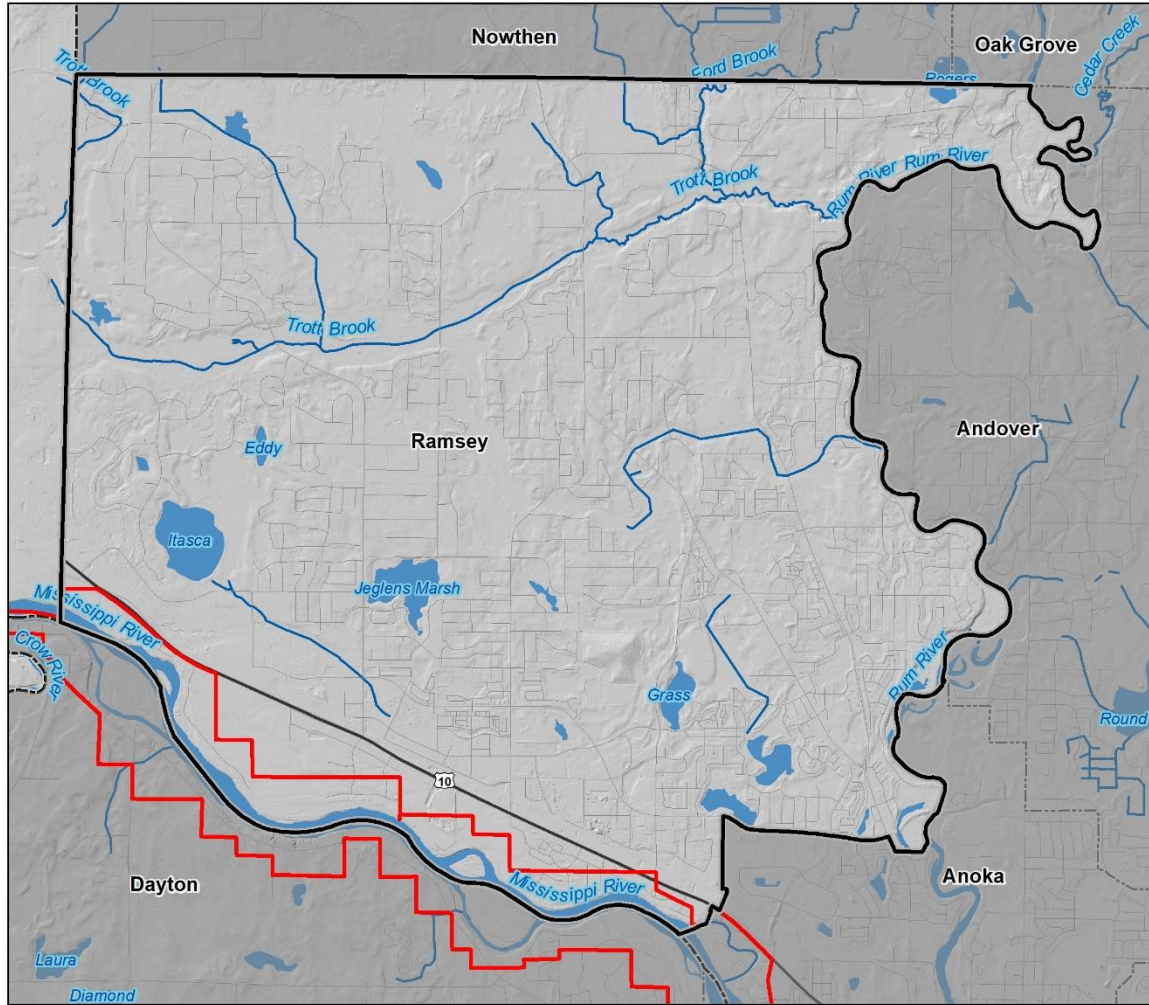 Nowthen
Oak Grove
Cedar Creek
Trott Brook
Ford Brook
Rogers
Rum River Rum River
Trott Brook
Trott Brook
Andover
Ramsey
Eddy
Itasca
Jeglens Marsh
Mississippi River
Crow River
Rum River
Grass
Round
10
Dayton
Mississippi River
Anoka
Laura
Diamond